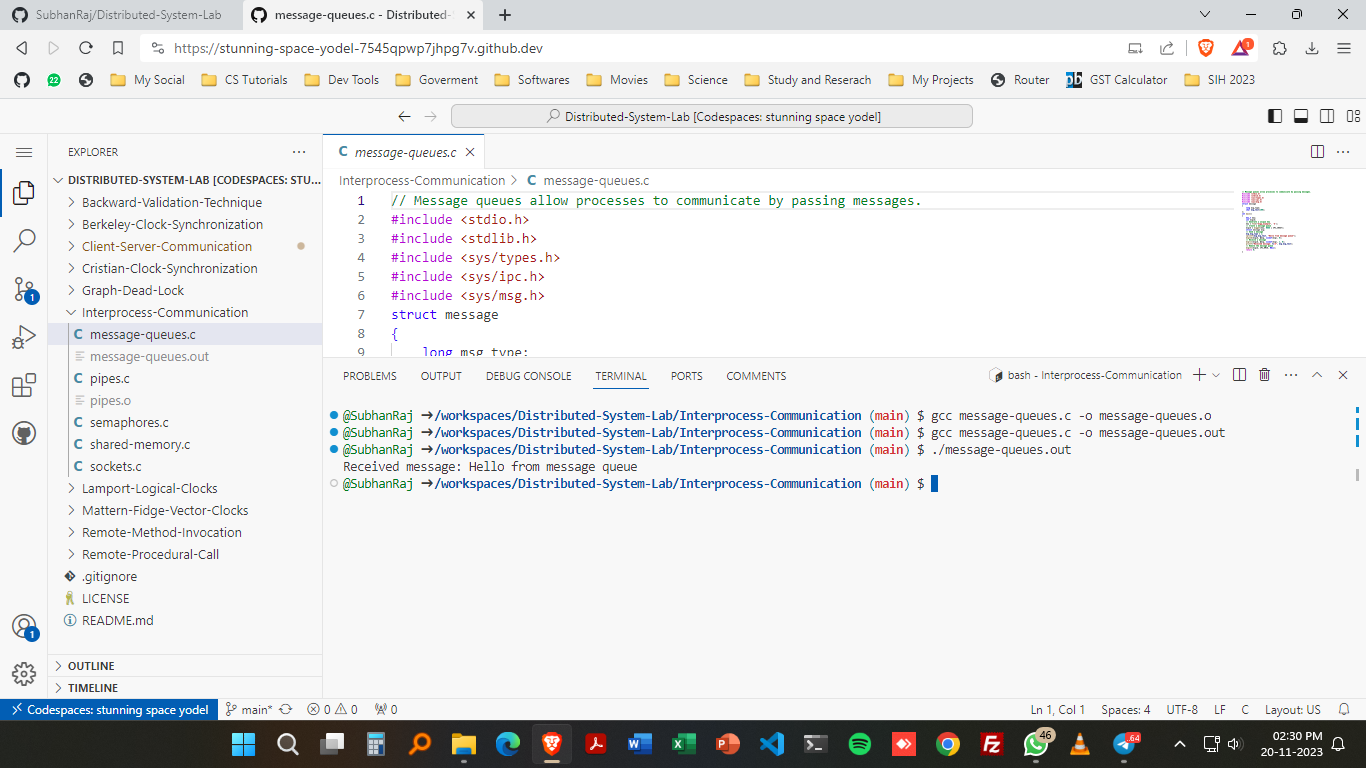 SubhanRaj/Distributed-System-Lab
message-queues.c - Distributed-
https://stunning-space-yodel-7545qpwp7jhpg7v.github.dev
1
22
My Social
CS Tutorials
Dev Tools
Goverment
Softwares
Movies
Science
Study and Reserach
My Projects
Router
pb
GST Calculator
SIH 2023
Distributed-System-Lab [Codespaces: stunning space yodel]
EXPLORER
DISTRIBUTED-SYSTEM-LAB [CODESPACES: STU...
Backward-Validation-Technique
Berkeley-Clock-Synchronization
Client-Server-Communication
Cristian-Clock-Synchronization
Graph-Dead-Lock
Interprocess-Communication
C message-queues.c
message-queues.out
C pipes.c
pipes.o
C semaphores.c
C shared-memory.c
C sockets.c
Lamport-Logical-Clocks
Mattern-Fidge-Vector-Clocks
Remote-Method-Invocation
Remote-Procedural-Call
.gitignore
LICENSE
README.md
OUTLINE
TIMELINE
1
1
C message-queues.c
Interprocess-Communication > C message-queues.c
1 // Message queues allow processes to communicate by passing messages.
2 #include <stdio.h>
3 #include <stdlib.h>
4 #include <sys/types.h>
5 #include <sys/ipc.h>
6 #include <sys/msg.h>
7 struct message
8 {
9 long msg_type;
PROBLEMS
OUTPUT
DEBUG CONSOLE
TERMINAL
PORTS
COMMENTS
bash - Interprocess-Communication
@SubhanRaj ➜/workspaces/Distributed-System-Lab/Interprocess-Communication (main) $ gcc message-queues.c -o message-queues.o
@SubhanRaj ➜/workspaces/Distributed-System-Lab/Interprocess-Communication (main) $ gcc message-queues.c -o message-queues.out
@SubhanRaj ➜/workspaces/Distributed-System-Lab/Interprocess-Communication (main) $ ./message-queues.out
Received message: Hello from message queue
@SubhanRaj ➜/workspaces/Distributed-System-Lab/Interprocess-Communication (main) $
Codespaces: stunning space yodel
main*
0
0
0
Ln 1, Col 1
Spaces: 4
UTF-8
LF
C
Layout: US
46
64
02:30 PM
20-11-2023